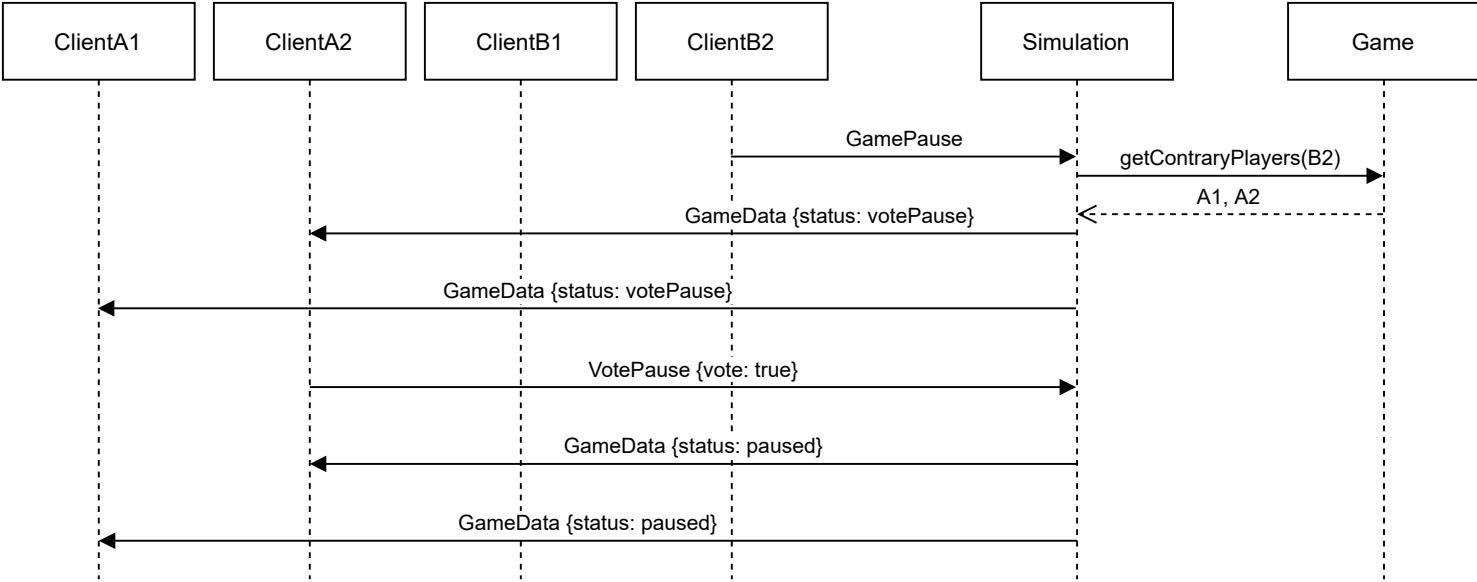 ClientA1
ClientA2
ClientB1
ClientB2
Simulation
Game
GamePause
getContraryPlayers(B2)
A1, A2
GameData {status: votePause}
GameData {status: votePause}
VotePause {vote: true}
GameData {status: paused}
GameData {status: paused}